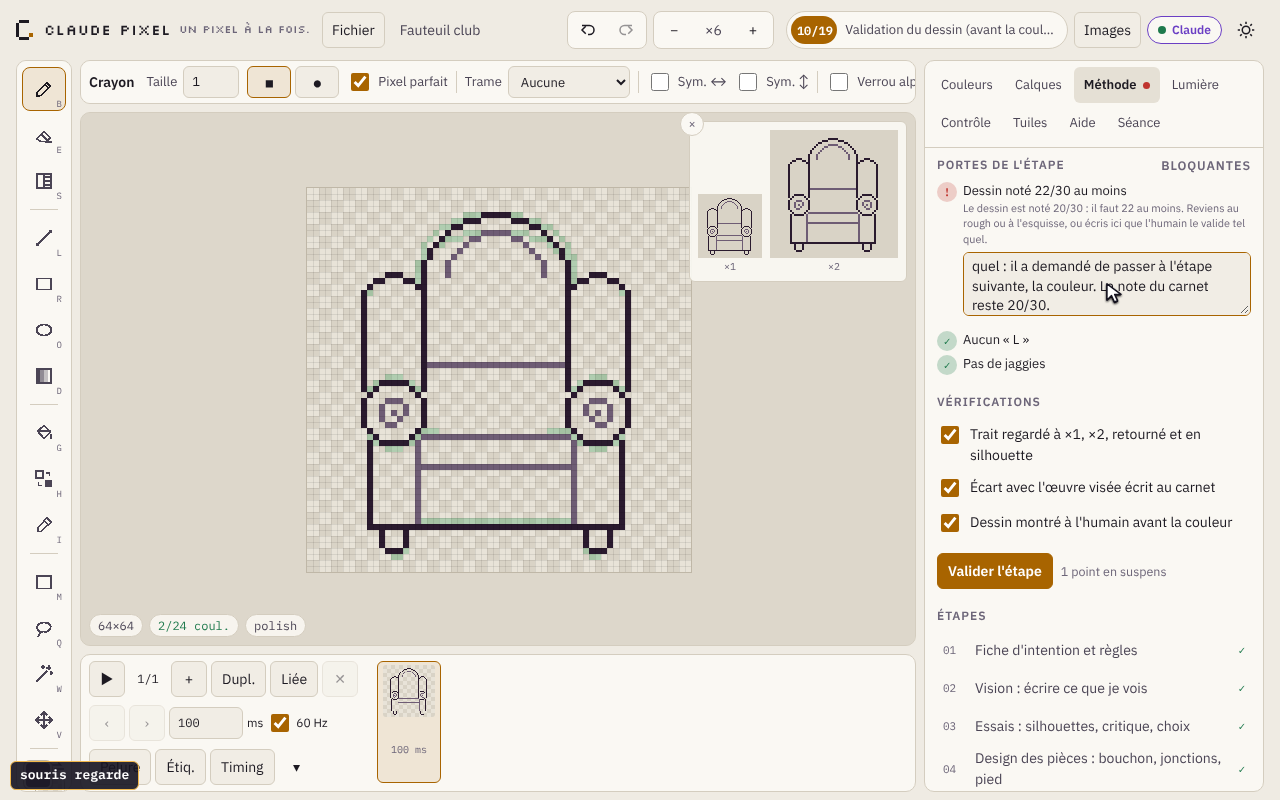 CLAUDE PIXEL UN PIXEL À LA FOIS. Fichier Fauteuil club − ×6 + 10/19 Validation du dessin (avant la coul… Images Claude
Crayon Taille 1 ■ ● Pixel parfait Trame Aucune Sym. ↔ Sym. ↕ Verrou alp
B
E
S
L
R
O
D
G
H
I
M
Q
W
V
×
×1 ×2
64×64 2/24 coul. polish
▶ 1/1 + Dupl. Liée ×
‹ › 100 ms 60 Hz
Étiq. Timing ▼
100 ms
souris regarde
Couleurs Calques Méthode Lumière
Contrôle Tuiles Aide Séance
PORTES DE L'ÉTAPE BLOQUANTES
! Dessin noté 22/30 au moins
Le dessin est noté 20/30 : il faut 22 au moins. Reviens au
rough ou à l'esquisse, ou écris ici que l'humain le valide tel
quel.
quel : il a demandé de passer à l'étape
suivante, la couleur. La note du carnet
reste 20/30.
✓ Aucun « L »
✓ Pas de jaggies
VÉRIFICATIONS
Trait regardé à ×1, ×2, retourné et en
silhouette
Écart avec l'œuvre visée écrit au carnet
Dessin montré à l'humain avant la couleur
Valider l'étape 1 point en suspens
ÉTAPES
01 Fiche d'intention et règles ✓
02 Vision : écrire ce que je vois ✓
03 Essais : silhouettes, critique, choix ✓
04 Design des pièces : bouchon, jonctions,
pied ✓